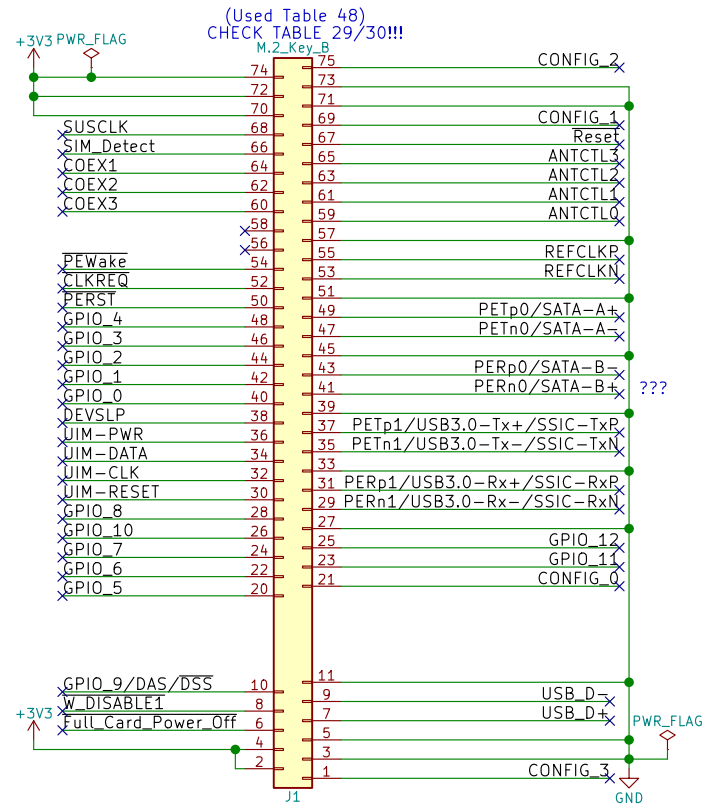 (Used Table 48)
CHECK TABLE 29/30!!!
M.2_Key_B
+3V3 PWR_FLAG
74 75 CONFIG_2
72 73
70 71
SUSCLK 68 69 CONFIG_1
SIM_Detect 66 67 Reset
COEX1 64 65 ANTCTL3
COEX2 62 63 ANTCTL2
COEX3 60 61 ANTCTL1
58 59 ANTCTL0
56 57
PEWake 54 55 REFCLKP
CLKREQ 52 53 REFCLKN
PERST 50 51
GPIO_4 48 49 PETp0/SATA-A+
GPIO_3 46 47 PETn0/SATA-A-
GPIO_2 44 45
GPIO_1 42 43 PERp0/SATA-B-
GPIO_0 40 41 PERn0/SATA-B+ ???
DEVSLP 38 39
UIM-PWR 36 37 PETp1/USB3.0-Tx+/SSIC-TxP
UIM-DATA 34 35 PETn1/USB3.0-Tx-/SSIC-TxN
UIM-CLK 32 33
UIM-RESET 30 31 PERp1/USB3.0-Rx+/SSIC-RxP
GPIO_8 28 29 PERn1/USB3.0-Rx-/SSIC-RxN
GPIO_10 26 27
GPIO_7 24 25 GPIO_12
GPIO_6 22 23 GPIO_11
GPIO_5 20 21 CONFIG_0
GPIO_9/DAS/DSS 10 11
W_DISABLE1 8 9 USB_D-
Full_Card_Power_Off 6 7 USB_D+
+3V3 4 5 PWR_FLAG
2 3
1 CONFIG_3
J1 GND